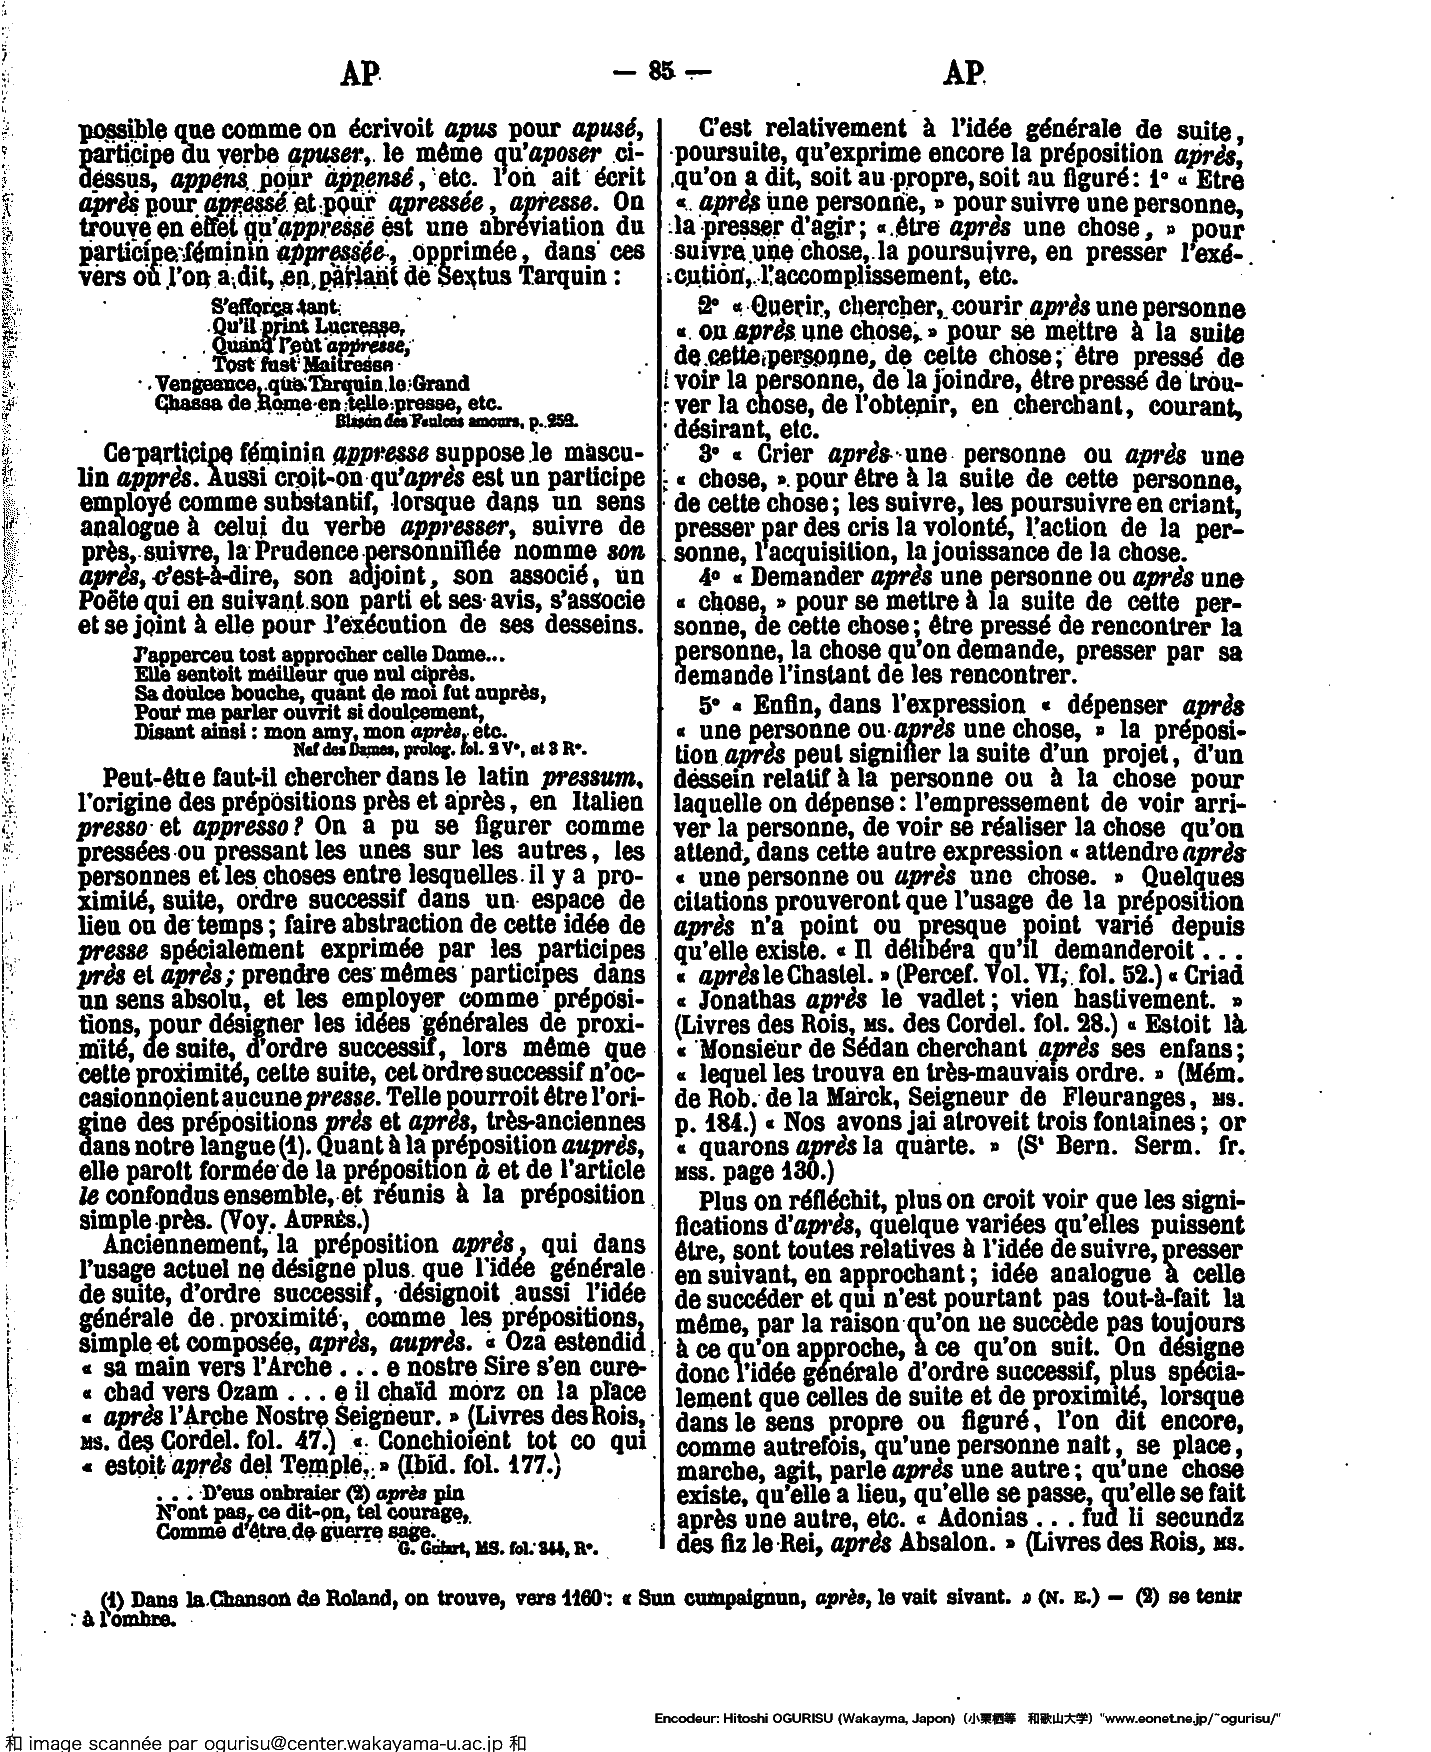 AP — 85 — AP
possible que comme on écrivoit apus pour apusé,
participe du verbe apuser, le même qu'aposer ci-
dessus, appens pour appensé, etc. l'on ait écrit
après pour apressé et pour apressée, apresse. On
trouve en effet qu'appresse est une abréviation du
participe féminin appressée, opprimée, dans ces
vers où l'on a dit, en parlant de Sextus Tarquin :
S'efforça tant
Qu'il print Lucresse,
Quand l'eut appresse,
Tost fust Maitresse
Vengeance, que Tarquin le Grand
Chassa de Rome en telle presse, etc.
Blason des Faulces amours, p. 252.
Ce participe féminin appresse suppose le mascu-
lin apprès. Aussi croit-on qu'après est un participe
employé comme substantif, lorsque dans un sens
analogue à celui du verbe appresser, suivre de
près, suivre, la Prudence personnifiée nomme son
après, c'est-à-dire, son adjoint, son associé, un
Poëte qui en suivant son parti et ses avis, s'associe
et se joint à elle pour l'exécution de ses desseins.
J'apperceu tost approcher celle Dame...
Elle sentoit meilleur que nul ciprès.
Sa doulce bouche, quant de moi fut auprès,
Pour me parler ouvrit si doulcement,
Disant ainsi : mon amy, mon après, etc.
Nef des Dames, prolog. fol. 2 V°, et 3 R°.
Peut-être faut-il chercher dans le latin pressum,
l'origine des prépositions près et après, en Italien
presso et appresso? On a pu se figurer comme
pressées ou pressant les unes sur les autres, les
personnes et les choses entre lesquelles il y a pro-
ximité, suite, ordre successif dans un espace de
lieu ou de temps ; faire abstraction de cette idée de
presse spécialement exprimée par les participes
près et après; prendre ces mêmes participes dans
un sens absolu, et les employer comme préposi-
tions, pour désigner les idées générales de proxi-
mité, de suite, d'ordre successif, lors même que
cette proximité, cette suite, cet ordre successif n'oc-
casionnoient aucune presse. Telle pourroit être l'ori-
gine des prépositions près et après, très-anciennes
dans notre langue (1). Quant à la préposition auprès,
elle paroît formée de la préposition à et de l'article
le confondus ensemble, et réunis à la préposition
simple près. (Voy. AUPRÈS.)
Anciennement, la préposition après, qui dans
l'usage actuel ne désigne plus que l'idée générale
de suite, d'ordre successif, désignoit aussi l'idée
générale de proximité, comme les prépositions,
simple et composée, après, auprès. « Oza estendid
« sa main vers l'Arche . . . e nostre Sire s'en cure-
« chad vers Ozam . . . e il chaïd morz en la place
« après l'Arche Nostre Seigneur. » (Livres des Rois,
MS. des Cordel. fol. 47.) « Conchioient tot co qui
« estoit après del Temple. » (Ibid. fol. 177.)
. . . D'eus onbraier (2) après pin
N'ont pas, ce dit-on, tel courage,
Comme d'être de guerre sage.
G. Guiart, MS. fol. 344, R°.
C'est relativement à l'idée générale de suite,
poursuite, qu'exprime encore la préposition après,
qu'on a dit, soit au propre, soit au figuré : 1° « Etre
« après une personne, » pour suivre une personne,
la presser d'agir ; « être après une chose, » pour
suivre une chose, la poursuivre, en presser l'exé-
cution, l'accomplissement, etc.
2° « Querir, chercher, courir après une personne
« ou après une chose, » pour se mettre à la suite
de cette personne, de cette chose ; être pressé de
voir la personne, de la joindre, être pressé de trou-
ver la chose, de l'obtenir, en cherchant, courant,
désirant, etc.
3° « Crier après une personne ou après une
« chose, » pour être à la suite de cette personne,
de cette chose ; les suivre, les poursuivre en criant,
presser par des cris la volonté, l'action de la per-
sonne, l'acquisition, la jouissance de la chose.
4° « Demander après une personne ou après une
« chose, » pour se mettre à la suite de cette per-
sonne, de cette chose ; être pressé de rencontrer la
personne, la chose qu'on demande, presser par sa
demande l'instant de les rencontrer.
5° « Enfin, dans l'expression « dépenser après
« une personne ou après une chose, » la préposi-
tion après peut signifier la suite d'un projet, d'un
dessein relatif à la personne ou à la chose pour
laquelle on dépense : l'empressement de voir arri-
ver la personne, de voir se réaliser la chose qu'on
attend, dans cette autre expression « attendre après
« une personne ou après une chose. » Quelques
citations prouveront que l'usage de la préposition
après n'a point ou presque point varié depuis
qu'elle existe. « Il délibéra qu'il demanderoit . . .
« après le Chastel. » (Percef. Vol. VI, fol. 52.) « Criad
« Jonathas après le vadlet ; vien hastivement. »
(Livres des Rois, MS. des Cordel. fol. 28.) « Estoit là
« Monsieur de Sédan cherchant après ses enfans ;
« lequel les trouva en très-mauvais ordre. » (Mém.
de Rob. de la Marck, Seigneur de Fleuranges, MS.
p. 184.) « Nos avons jai atroveit trois fontaines ; or
« quarons après la quarte. » (St Bern. Serm. fr.
MSS. page 130.)
Plus on réfléchit, plus on croit voir que les signi-
fications d'après, quelque variées qu'elles puissent
être, sont toutes relatives à l'idée de suivre, presser
en suivant, en approchant ; idée analogue à celle
de succéder et qui n'est pourtant pas tout-à-fait la
même, par la raison qu'on ne succède pas toujours
à ce qu'on approche, à ce qu'on suit. On désigne
donc l'idée générale d'ordre successif, plus spécia-
lement que celles de suite et de proximité, lorsque
dans le sens propre ou figuré, l'on dit encore,
comme autrefois, qu'une personne nait, se place,
marche, agit, parle après une autre ; qu'une chose
existe, qu'elle a lieu, qu'elle se passe, qu'elle se fait
après une autre, etc. « Adonias . . . fud li secundz
des fiz le Rei, après Absalon. » (Livres des Rois, MS.
(1) Dans la Chanson de Roland, on trouve, vers 1160 : « Sun cumpaignun, après, le vait sivant. » (N. E.) — (2) se tenir
à l'ombre.
Encodeur: Hitoshi OGURISU (Wakayma, Japon) (小栗栖等 和歌山大学) "www.eonet.ne.jp/~ogurisu/"
和 image scannée par ogurisu@center.wakayama-u.ac.jp 和